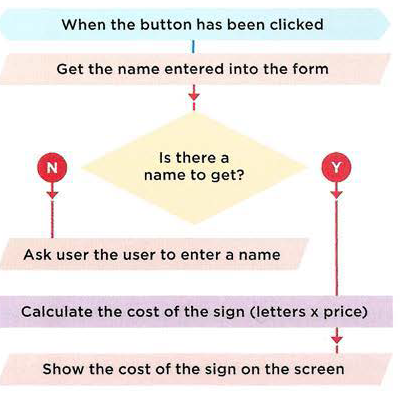 When the button has been clicked
Get the name entered into the form
Is there a
name to get?
N
Y
Ask user the user to enter a name
Calculate the cost of the sign (letters x price)
Show the cost of the sign on the screen